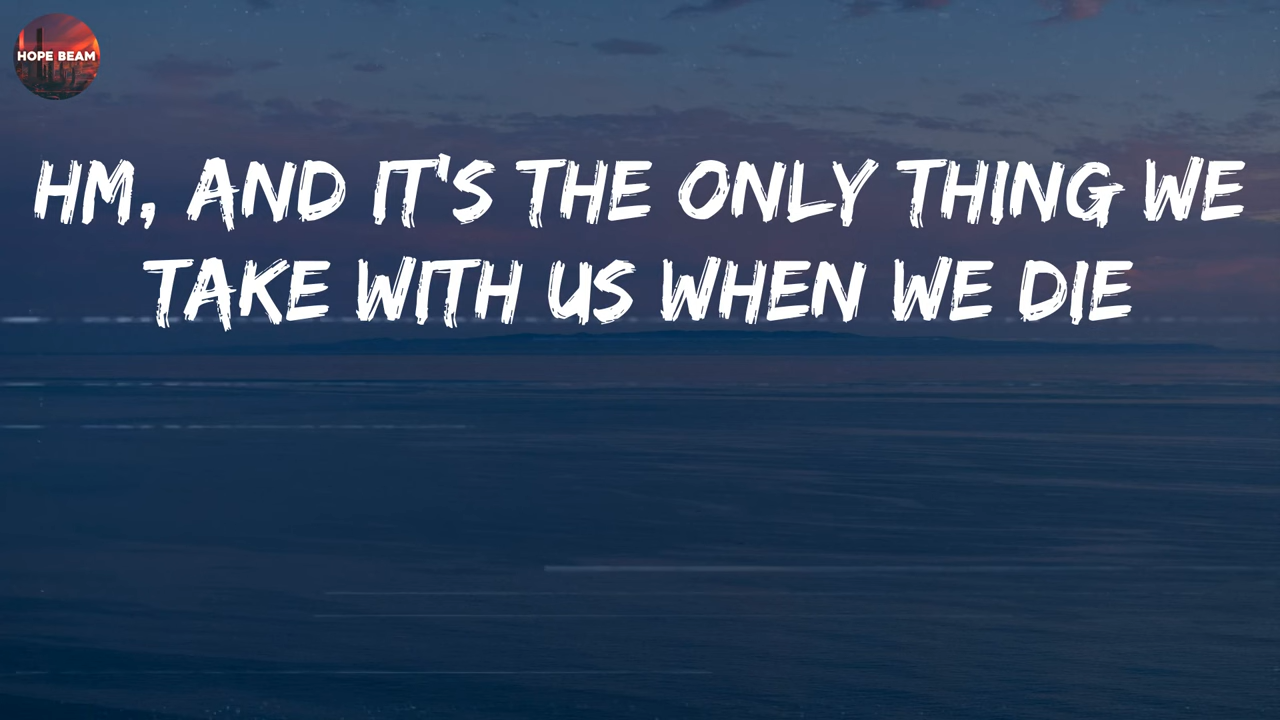 HOPE BEAM
HM, AND IT'S THE ONLY THING WE
TAKE WITH US WHEN WE DIE